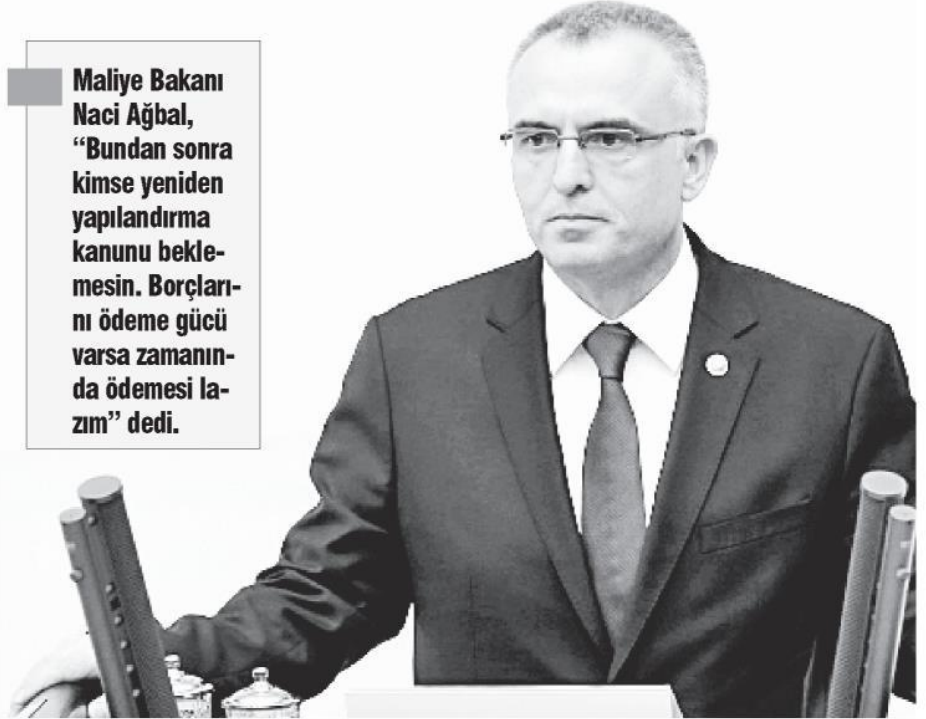 Maliye Bakanı
Naci Ağbal,
“Bundan sonra
kimse yeniden
yapılandırma
kanunu bekle-
mesin. Borçları-
nı ödeme gücü
varsa zamanın-
da ödemesi la-
zım” dedi.